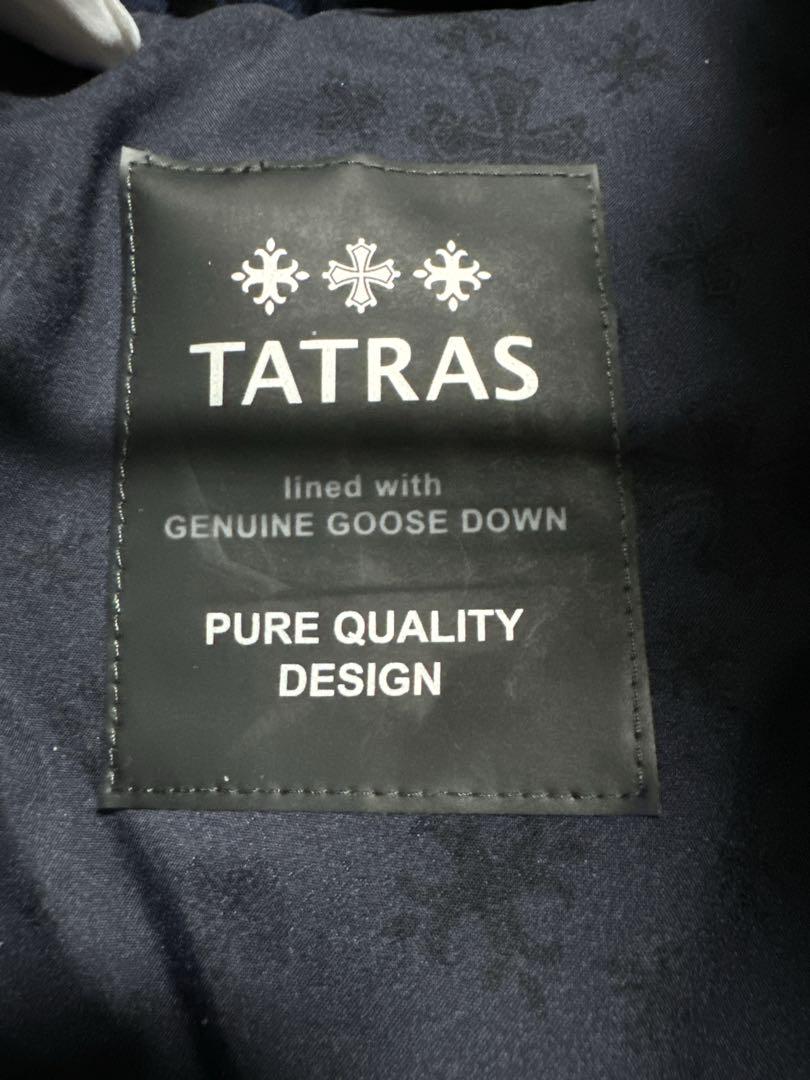 TATRAS
lined with
GENUINE GOOSE DOWN
PURE QUALITY
DESIGN